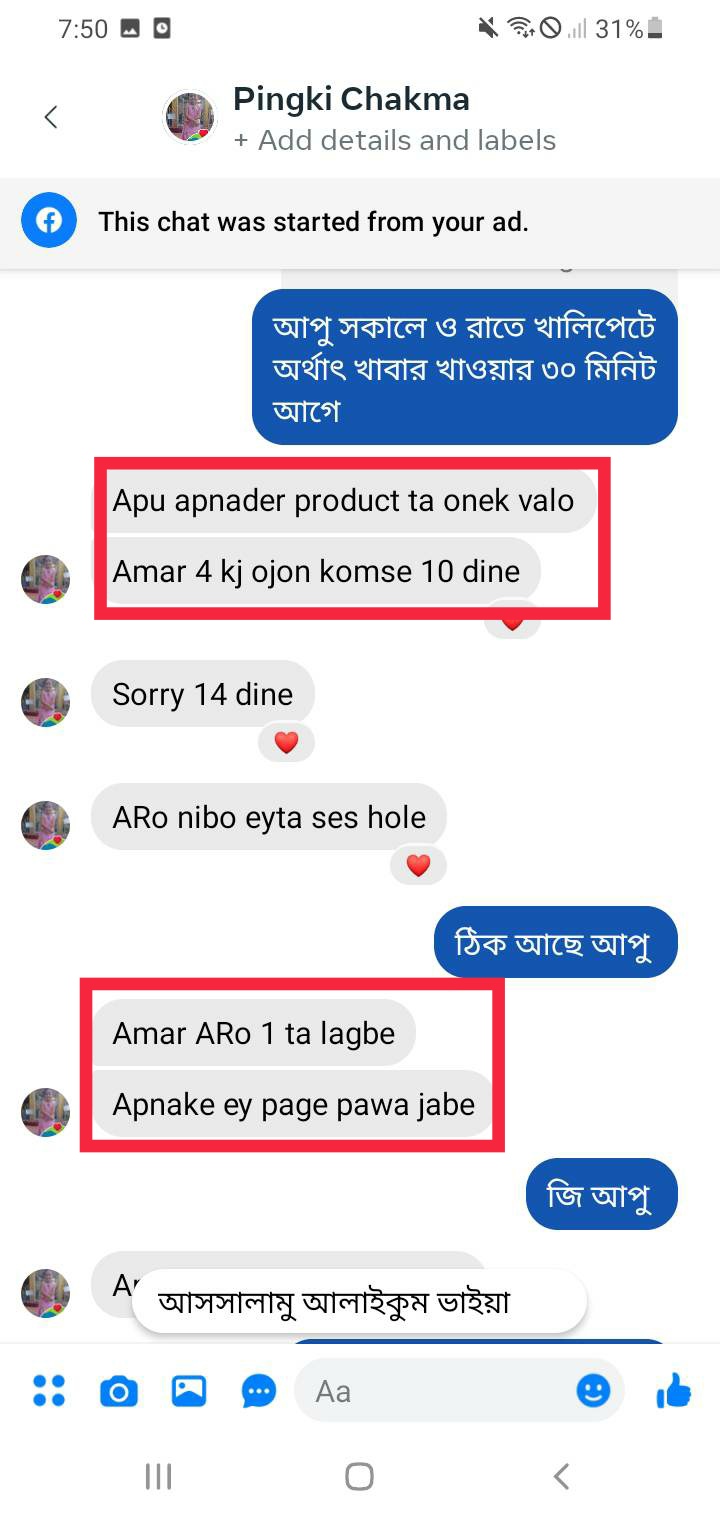 7:50
31%
Pingki Chakma
+ Add details and labels
This chat was started from your ad.
আপু সকালে ও রাতে খালিপেটে
অর্থাৎ খাবার খাওয়ার ৩০ মিনিট
আগে
Apu apnader product ta onek valo
Amar 4 kj ojon komse 10 dine
Sorry 14 dine
ARo nibo eyta ses hole
ঠিক আছে আপু
Amar ARo 1 ta lagbe
Apnake ey page pawa jabe
জি আপু
আসসালামু আলাইকুম ভাইয়া
Aa